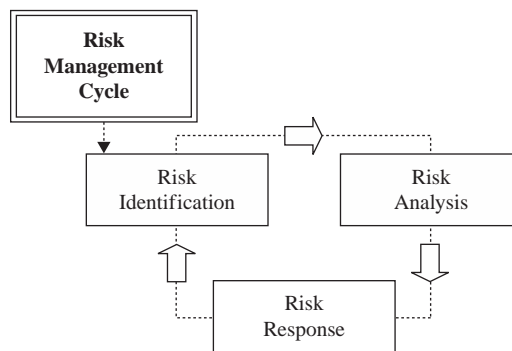 Risk
Management
Cycle
Risk
Identification
Risk
Analysis
Risk
Response